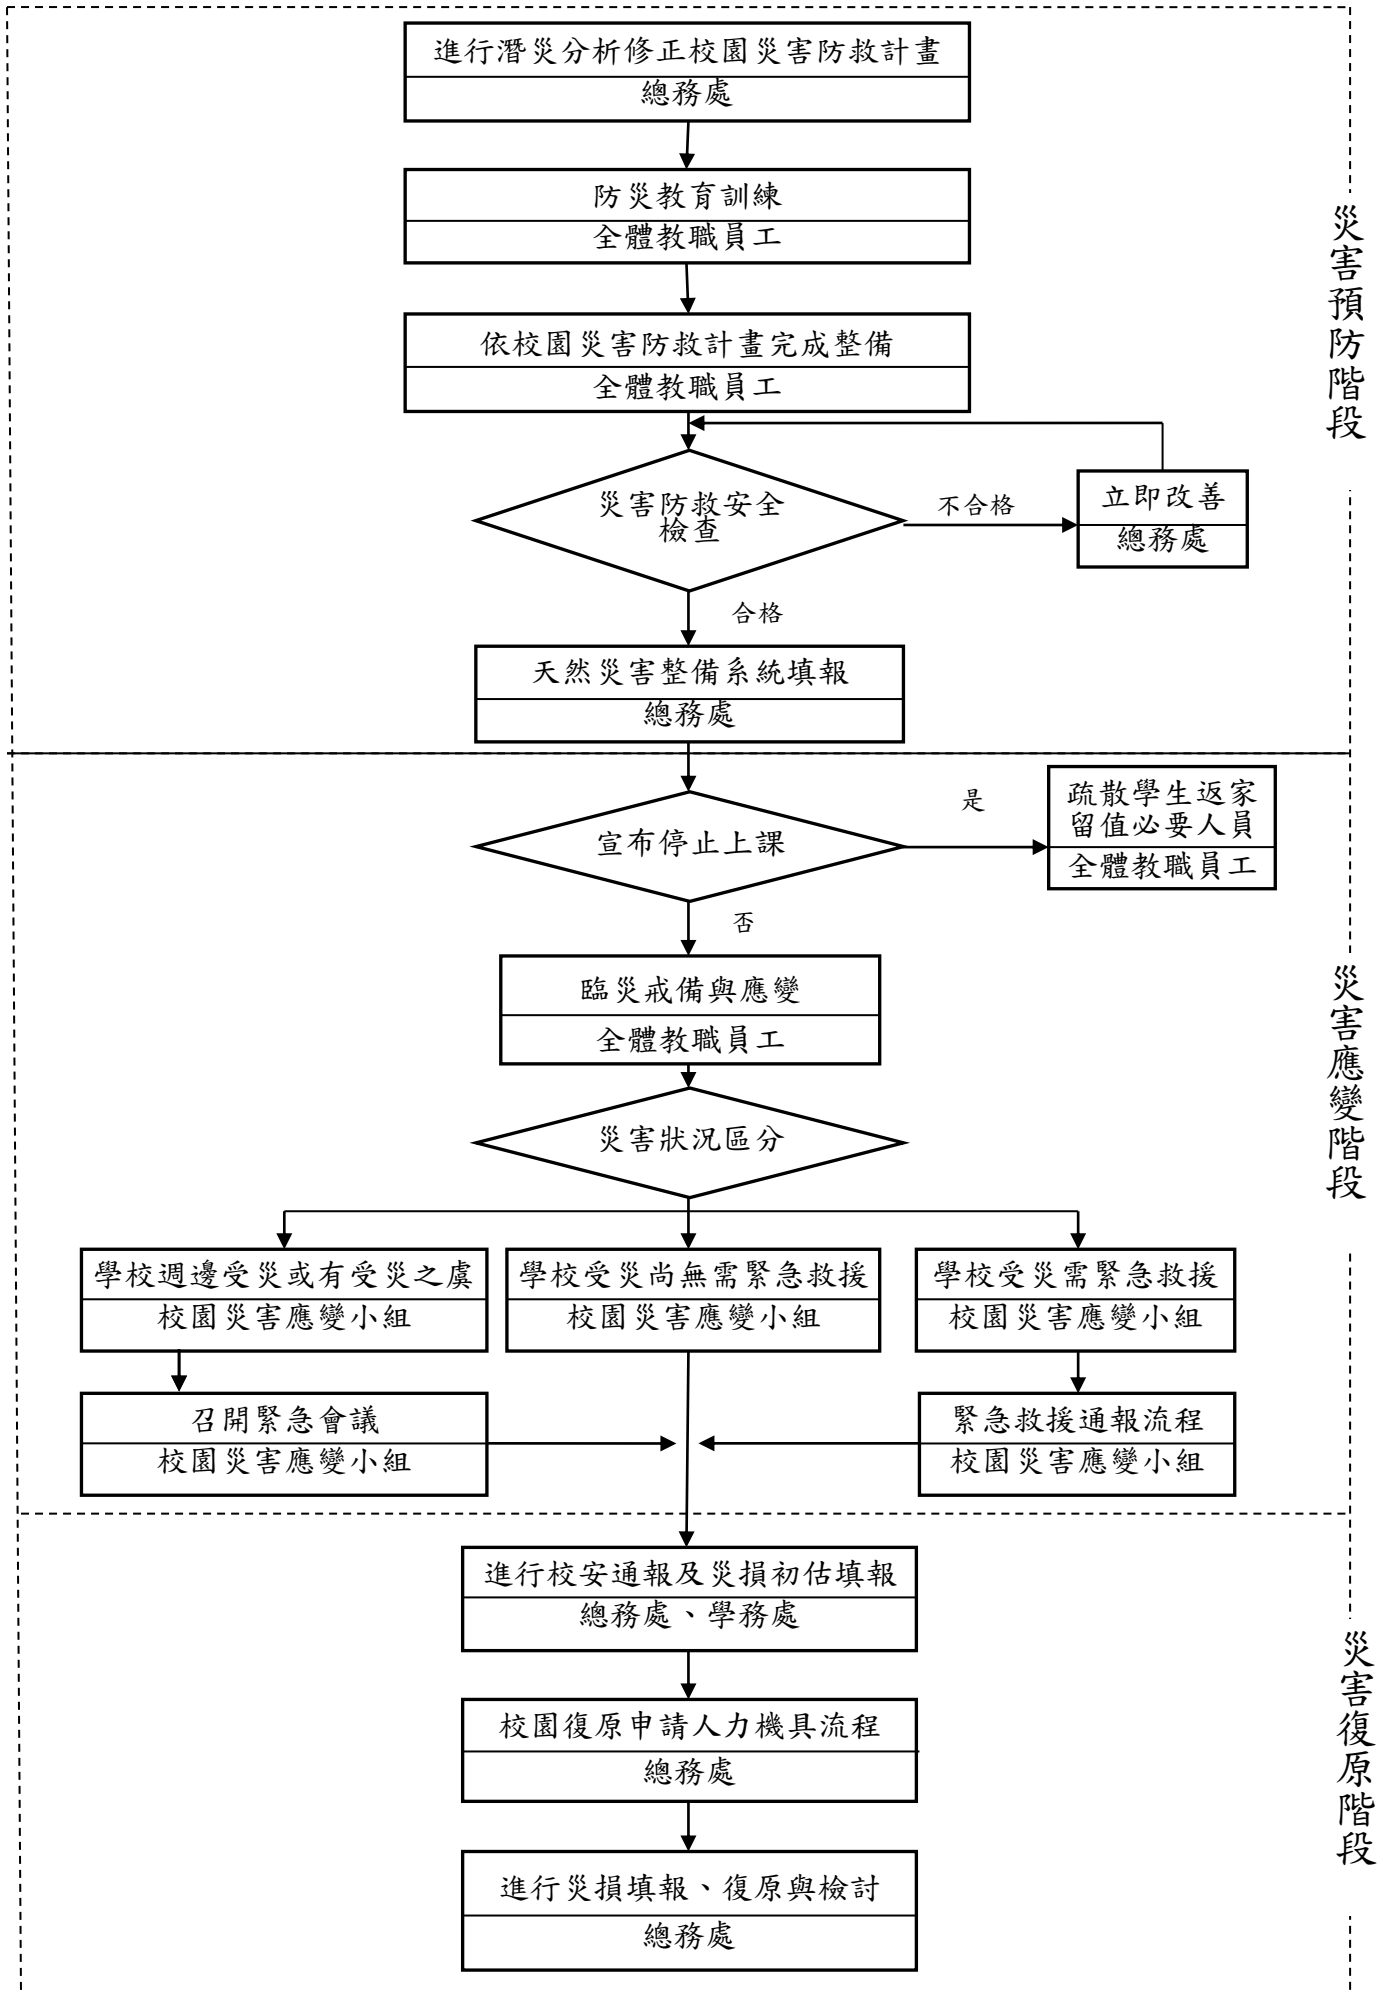 進行潛災分析修正校園災害防救計畫
總務處
防災教育訓練
全體教職員工
災害預防階段
依校園災害防救計畫完成整備
全體教職員工
災害防救安全
檢查
不合格
立即改善
總務處
合格
天然災害整備系統填報
總務處
宣布停止上課
是
疏散學生返家
留值必要人員
全體教職員工
否
臨災戒備與應變
全體教職員工
災害應變階段
災害狀況區分
學校週邊受災或有受災之虞
校園災害應變小組
學校受災尚無需緊急救援
校園災害應變小組
學校受災需緊急救援
校園災害應變小組
召開緊急會議
校園災害應變小組
緊急救援通報流程
校園災害應變小組
進行校安通報及災損初估填報
總務處、學務處
災害復原階段
校園復原申請人力機具流程
總務處
進行災損填報、復原與檢討
總務處